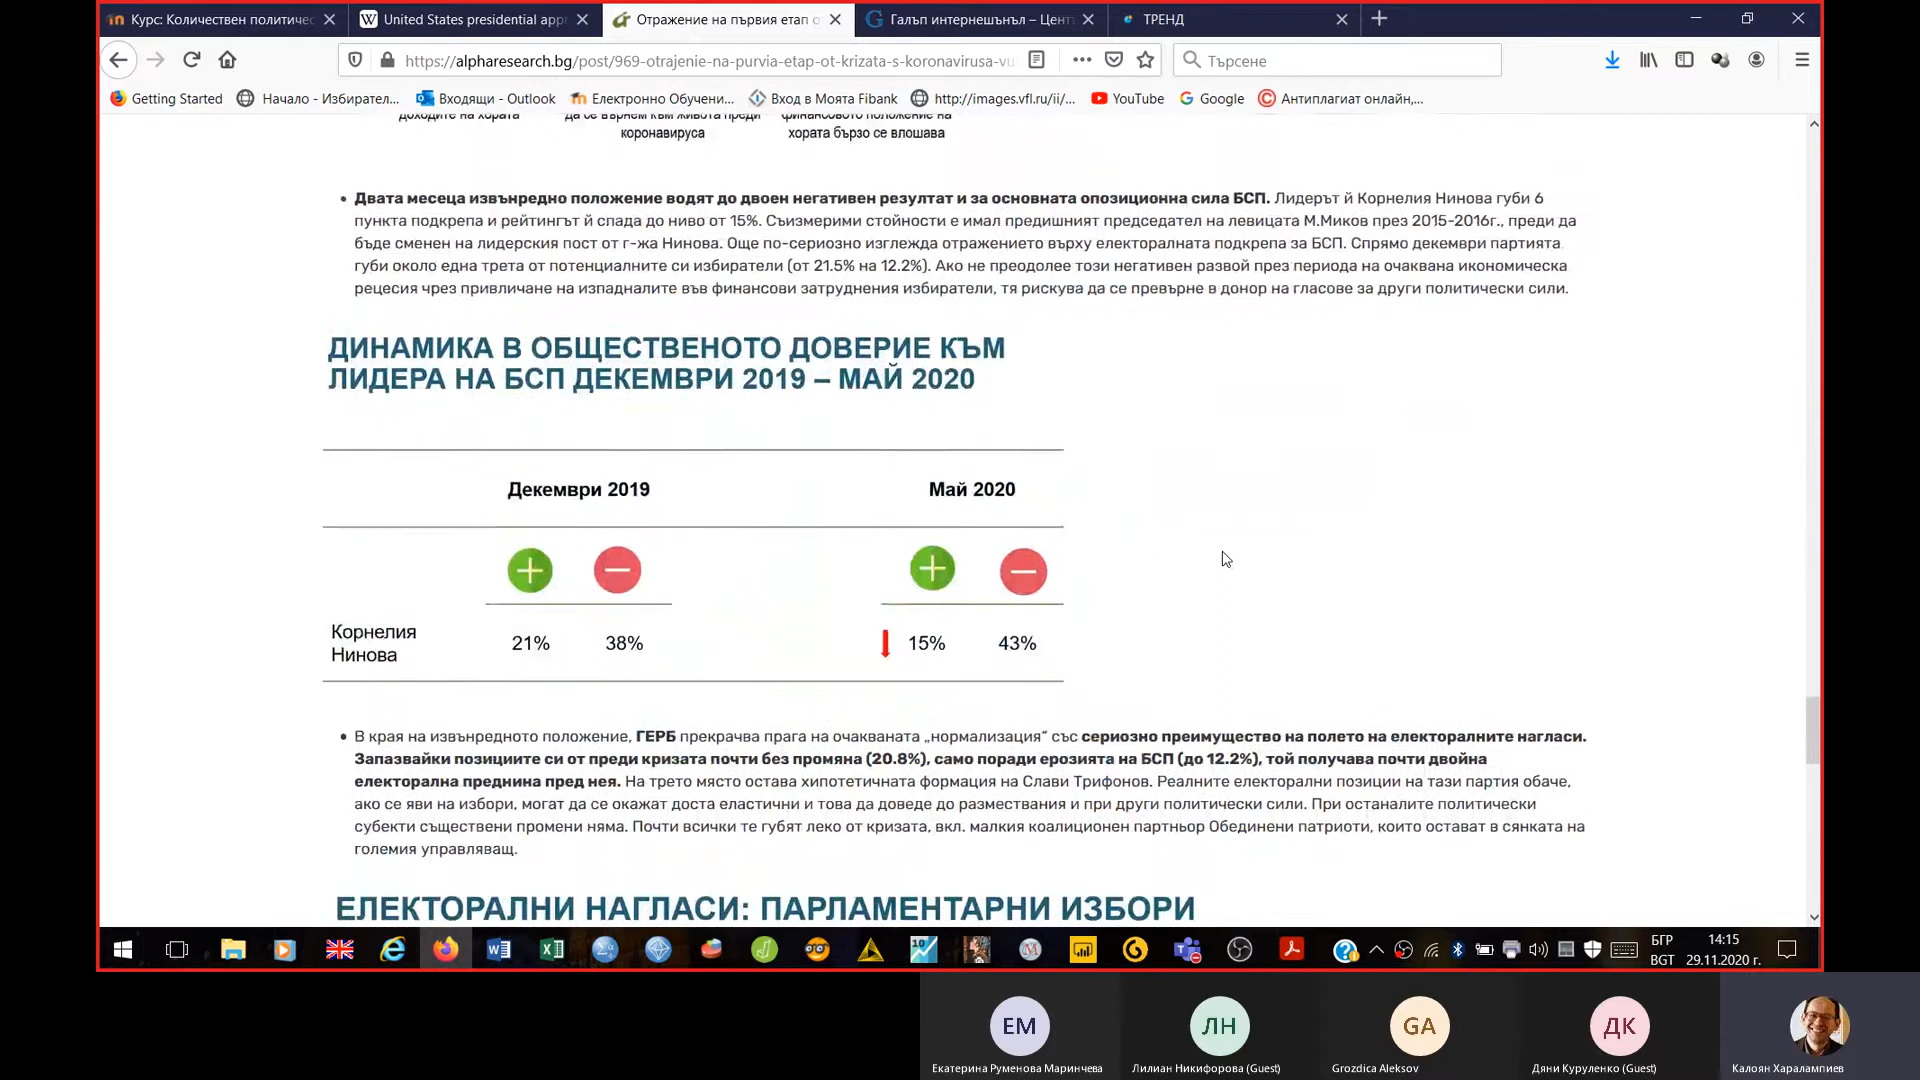 Курс: Количествен политичес
United States presidential appr
Отражение на първия етап о
Галъп интернешънъл – Цент
ТРЕНД
https://alpharesearch.bg/post/969-otrajenie-na-purvia-etap-ot-krizata-s-koronavirusa-vu
Търсене
Getting Started
Начало - Избирател...
Входящи - Outlook
Електронно Обучени...
Вход в Моята Fibank
http://images.vfl.ru/ii/...
YouTube
Google
Антиплагиат онлайн,...
доходите на хората
да се върнем към живота преди
коронавируса
финансовото положение на
хората бързо се влошава
Двата месеца извънредно положение водят до двоен негативен резултат и за основната опозиционна сила БСП. Лидерът й Корнелия Нинова губи 6
пункта подкрепа и рейтингът й спада до ниво от 15%. Съизмерими стойности е имал предишният председател на левицата М.Миков през 2015-2016г., преди да
бъде сменен на лидерския пост от г-жа Нинова. Още по-сериозно изглежда отражението върху електоралната подкрепа за БСП. Спрямо декември партията
губи около една трета от потенциалните си избиратели (от 21.5% на 12.2%). Ако не преодолее този негативен развой през периода на очаквана икономическа
рецесия чрез привличане на изпадналите във финансови затруднения избиратели, тя рискува да се превърне в донор на гласове за други политически сили.
ДИНАМИКА В ОБЩЕСТВЕНОТО ДОВЕРИЕ КЪМ
ЛИДЕРА НА БСП ДЕКЕМВРИ 2019 – МАЙ 2020
Декември 2019
Май 2020
Корнелия
Нинова
21% 38% 15% 43%
В края на извънредното положение, ГЕРБ прекрачва прага на очакваната „нормализация“ със сериозно преимущество на полето на електоралните нагласи.
Запазвайки позициите си от преди кризата почти без промяна (20.8%), само поради ерозията на БСП (до 12.2%), той получава почти двойна
електорална преднина пред нея. На трето място остава хипотетичната формация на Слави Трифонов. Реалните електорални позиции на тази партия обаче,
ако се яви на избори, могат да се окажат доста еластични и това да доведе до размествания и при други политически сили. При останалите политически
субекти съществени промени няма. Почти всички те губят леко от кризата, вкл. малкия коалиционен партньор Обединени патриоти, които остават в сянката на
големия управляващ.
ЕЛЕКТОРАЛНИ НАГЛАСИ: ПАРЛАМЕНТАРНИ ИЗБОРИ
БГР
BGT
14:15
29.11.2020 г.
ЕМ
ЛН
GA
ДК
Екатерина Руменова Маринчева
Лилиан Никифорова (Guest)
Grozdica Aleksov
Дяни Куруленко (Guest)
Калоян Харалампиев